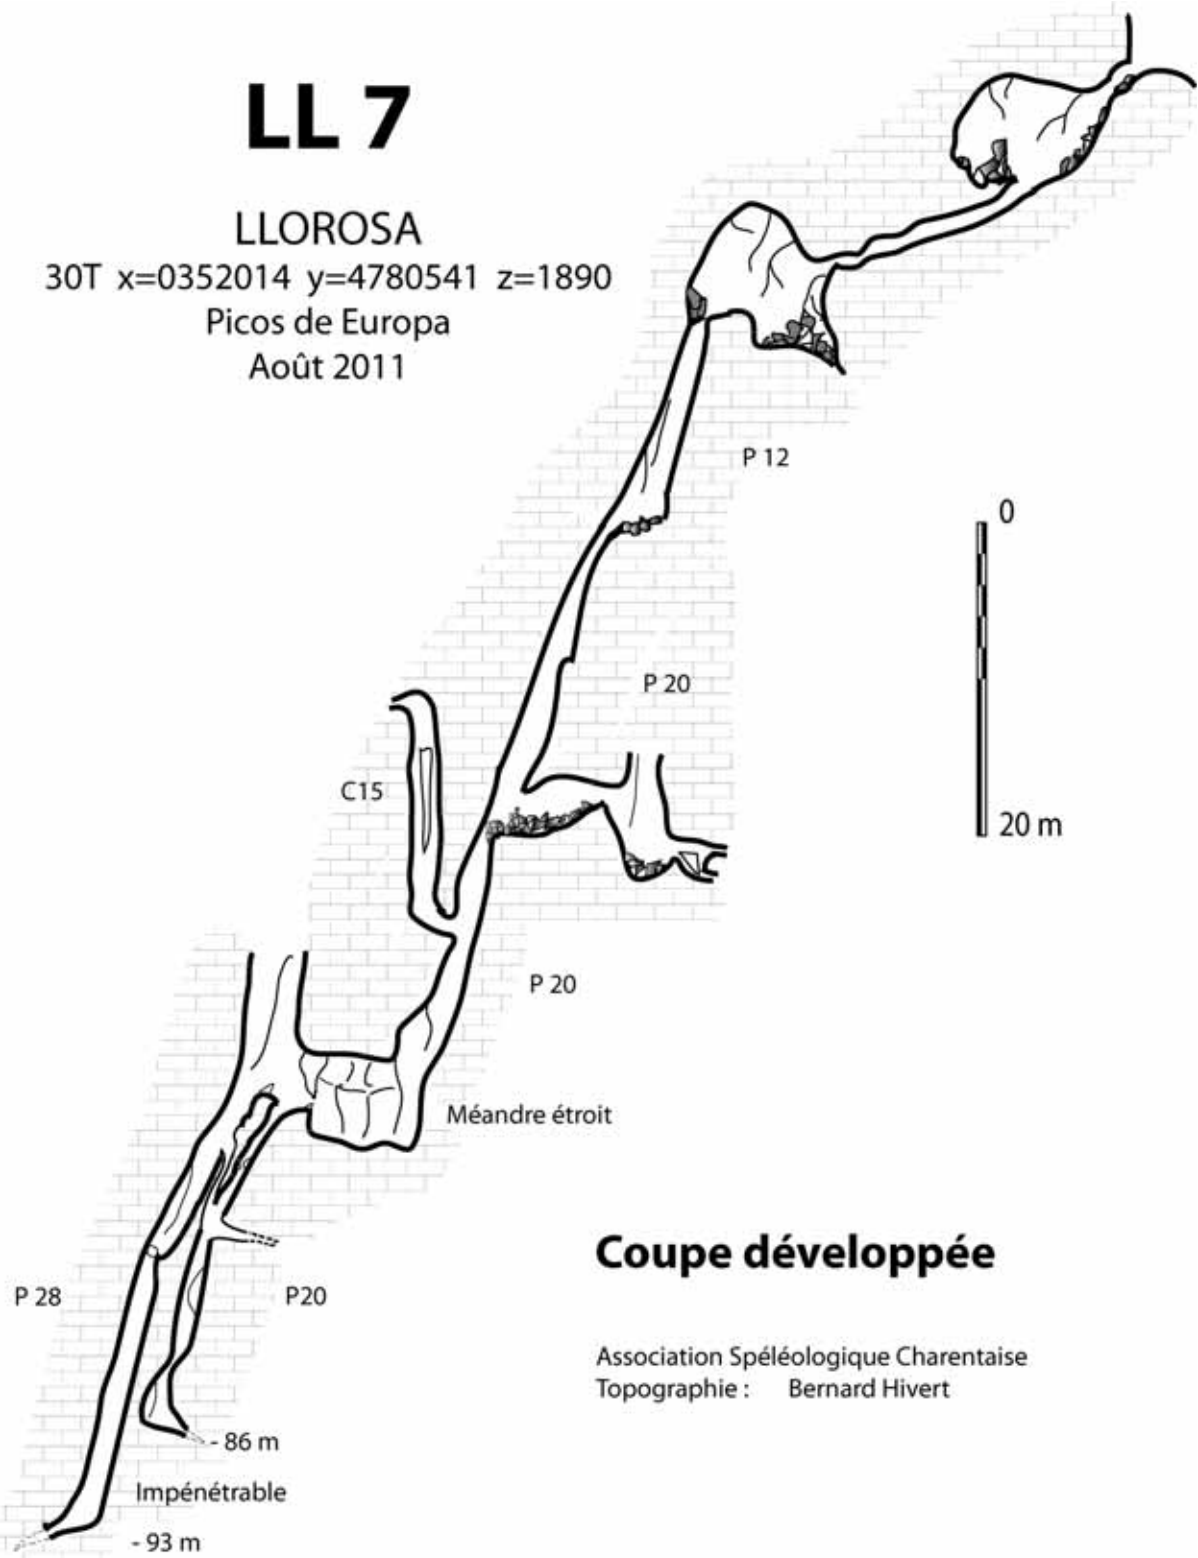 LL 7
LLOROSA
30T x=0352014 y=4780541 z=1890
Picos de Europa
Août 2011
P 12
0
20 m
P 20
C15
P 20
Méandre étroit
P 28
P20
- 86 m
Impénétrable
- 93 m
Coupe développée
Association Spéléologique Charentaise
Topographie : Bernard Hivert